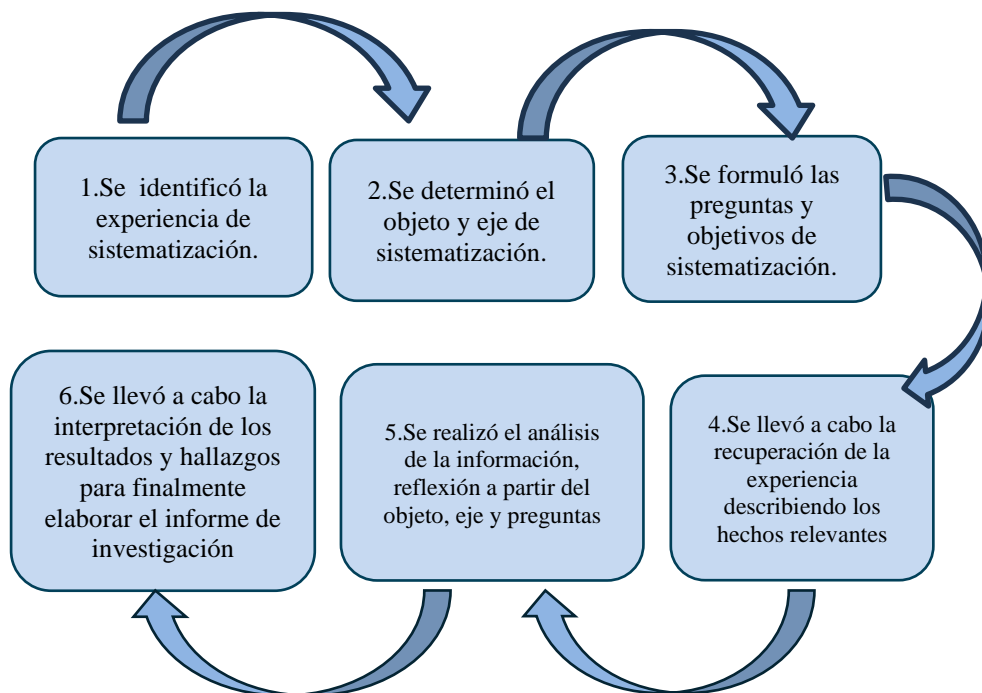 1.Se identificó la
experiencia de
sistematización.
2.Se determinó el
objeto y eje de
sistematización.
3.Se formuló las
preguntas y
objetivos de
sistematización.
4.Se llevó a cabo la
recuperación de la
experiencia
describiendo los
hechos relevantes
5.Se realizó el análisis
de la información,
reflexión a partir del
objeto, eje y preguntas
6.Se llevó a cabo la
interpretación de los
resultados y hallazgos
para finalmente
elaborar el informe de
investigación